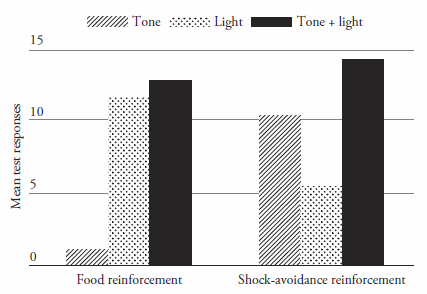 Tone Light Tone + light
15
10
5
0
Mean test responses
Food reinforcement Shock-avoidance reinforcement